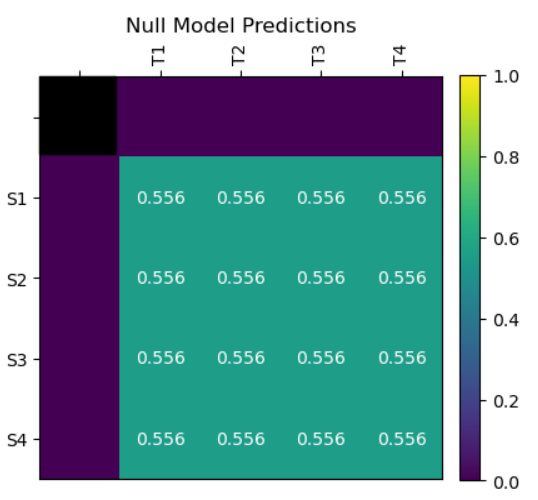 Null Model Predictions
T1 T2 T3 T4
1.0
0.8
S1 0.556 0.556 0.556 0.556
0.6
S2 0.556 0.556 0.556 0.556
S3 0.556 0.556 0.556 0.556
0.4
0.2
S4 0.556 0.556 0.556 0.556
0.0